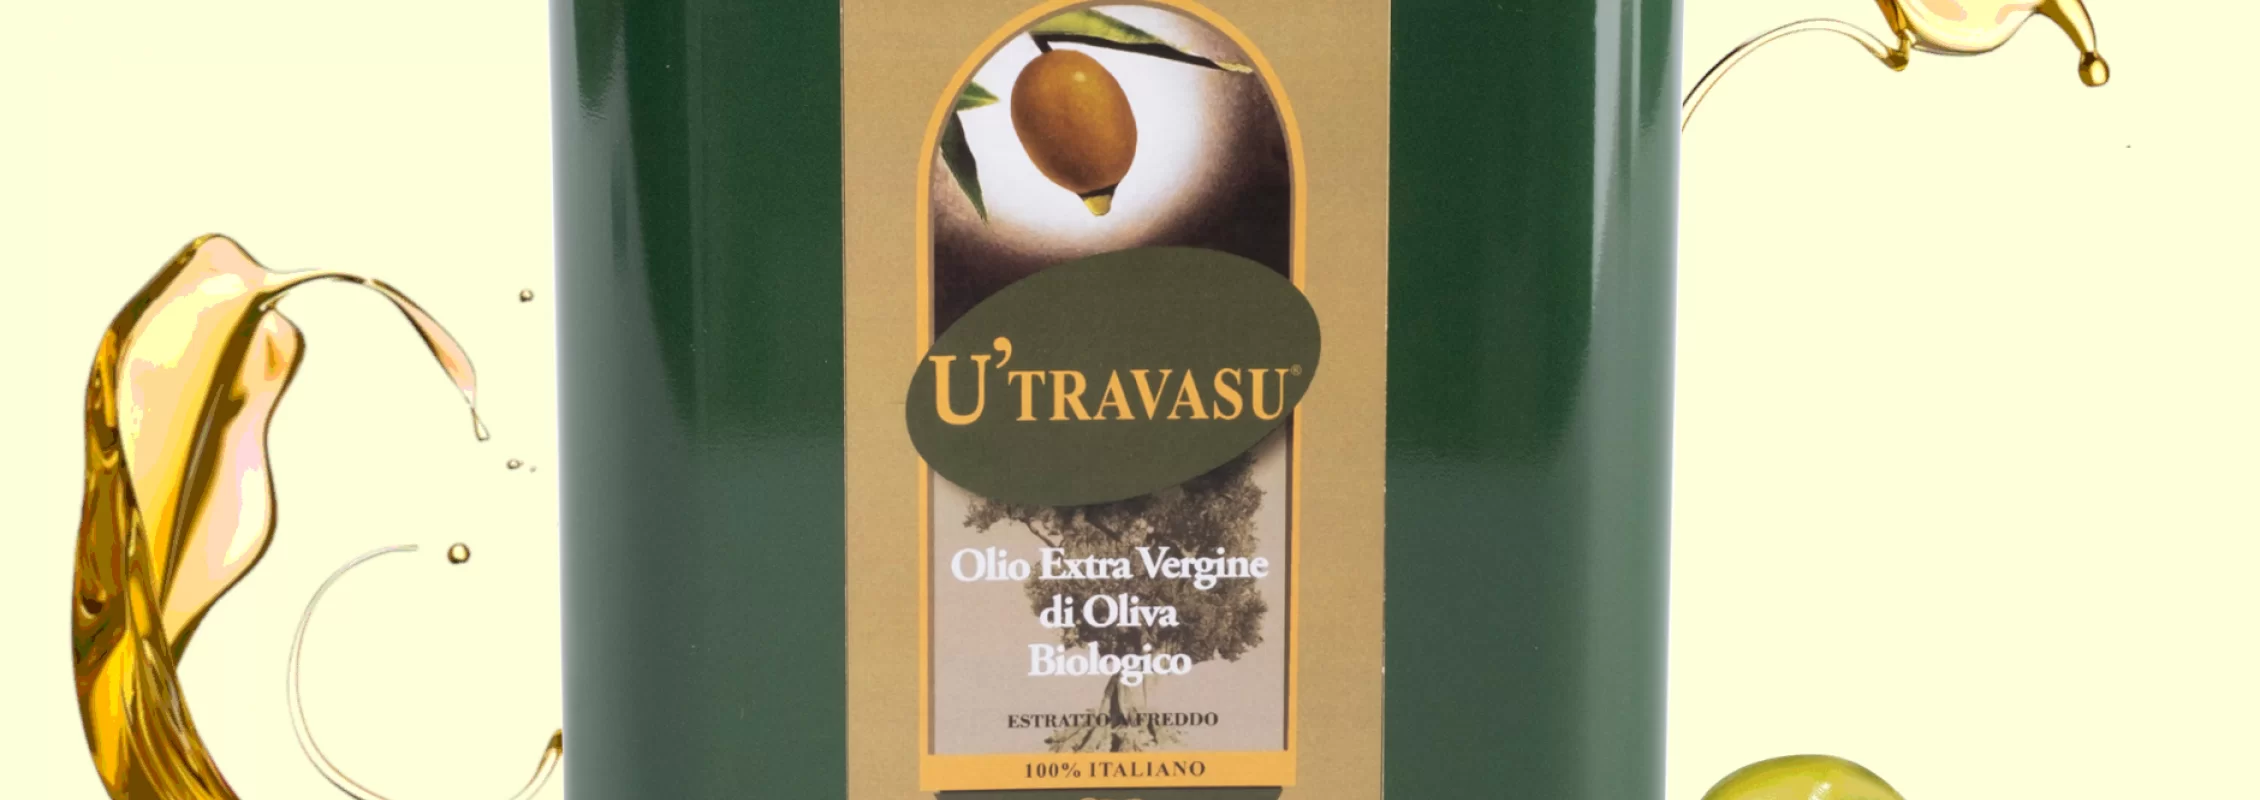 U'TRAVASU®
Olio Extra Vergine
di Oliva
Biologico
ESTRATTO A FREDDO
100% ITALIANO